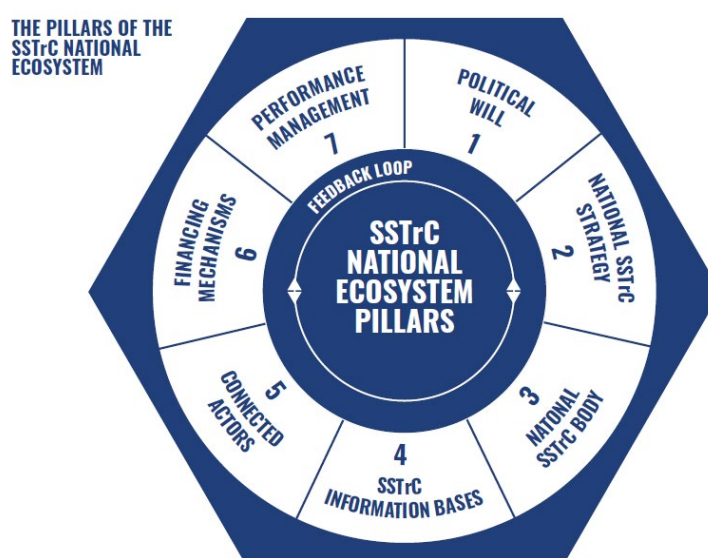 THE PILLARS OF THE
SSTrC NATIONAL
ECOSYSTEM
POLITICAL
WILL
1
NATIONAL SSTrC
STRATEGY
2
3
NATONAL
SSTrC BODY
4
SSTrC
INFORMATION BASES
5
CONNECTED
ACTORS
FINANCING
MECHANISMS
6
PERFORMANCE
MANAGEMENT
7
FEEDBACK LOOP
SSTrC
NATIONAL
ECOSYSTEM
PILLARS